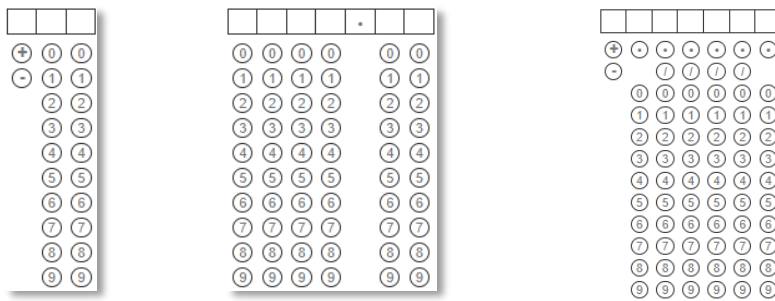 .
+ 0 0 0 0 0 0 0 0 + . . . . . .
- 1 1 1 1 1 1 1 1 - / / / /
2 2 2 2 2 2 2 2 0 0 0 0 0 0
3 3 3 3 3 3 3 3 1 1 1 1 1 1
4 4 4 4 4 4 4 4 2 2 2 2 2 2
5 5 5 5 5 5 5 5 3 3 3 3 3 3
6 6 6 6 6 6 6 6 4 4 4 4 4 4
7 7 7 7 7 7 7 7 5 5 5 5 5 5
8 8 8 8 8 8 8 8 6 6 6 6 6 6
9 9 9 9 9 9 9 9 7 7 7 7 7 7
8 8 8 8 8 8
9 9 9 9 9 9